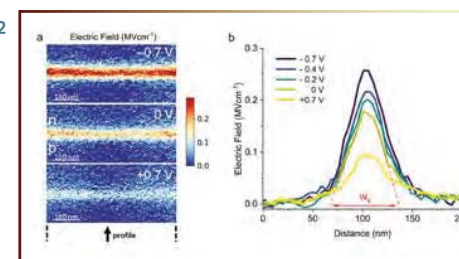 2
a
Electric Field (MVcm⁻¹)
−0.7 V
0 V
n
p
+0.7 V
0.2
0.1
0.0
profile
b
- 0.7 V
- 0.4 V
- 0.2 V
0 V
+0.7 V
Electric Field (MVcm⁻¹)
0.3
0.2
0.1
0.0
0
50
100
150
Distance (nm)